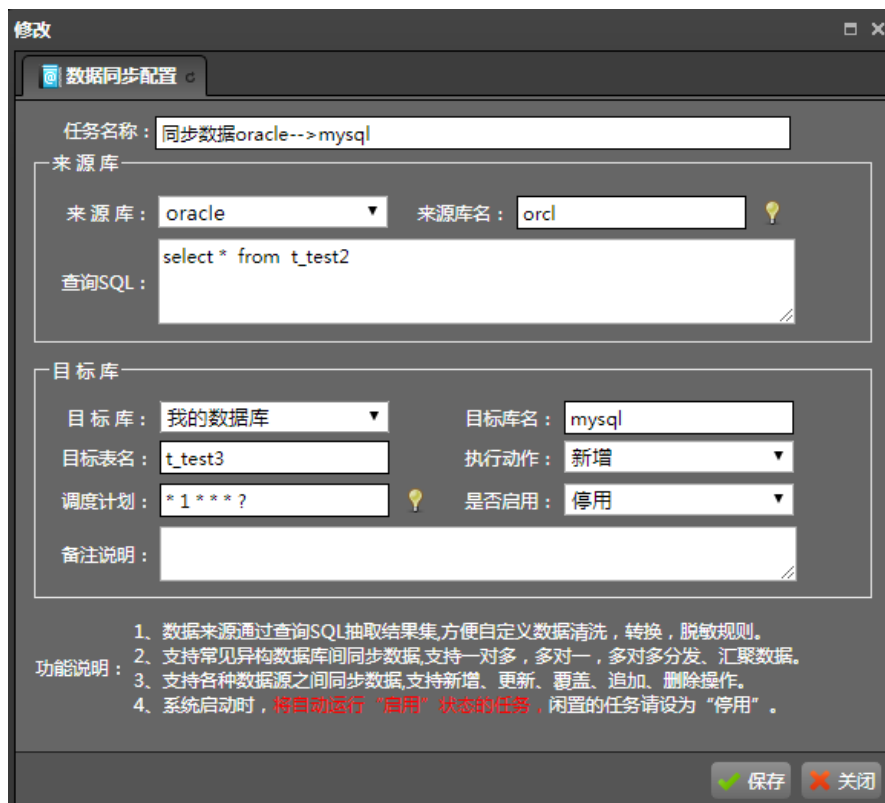 修改
数据同步配置
任务名称： 同步数据oracle-->mysql
来 源 库
来 源 库： oracle 来源库名： orcl
查询SQL： select * from t_test2
目 标 库
目 标 库： 我的数据库 目标库名： mysql
目标表名： t_test3 执行动作： 新增
调度计划： * 1 * * * ? 是否启用： 停用
备注说明：
功能说明：
1、数据来源通过查询SQL抽取结果集,方便自定义数据清洗，转换，脱敏规则。
2、支持常见异构数据库间同步数据,支持一对多，多对一，多对多分发、汇聚数据。
3、支持各种数据源之间同步数据,支持新增、更新、覆盖、追加、删除操作。
4、系统启动时，将自动运行“启用”状态的任务，闲置的任务请设为“停用”。
保存 关闭